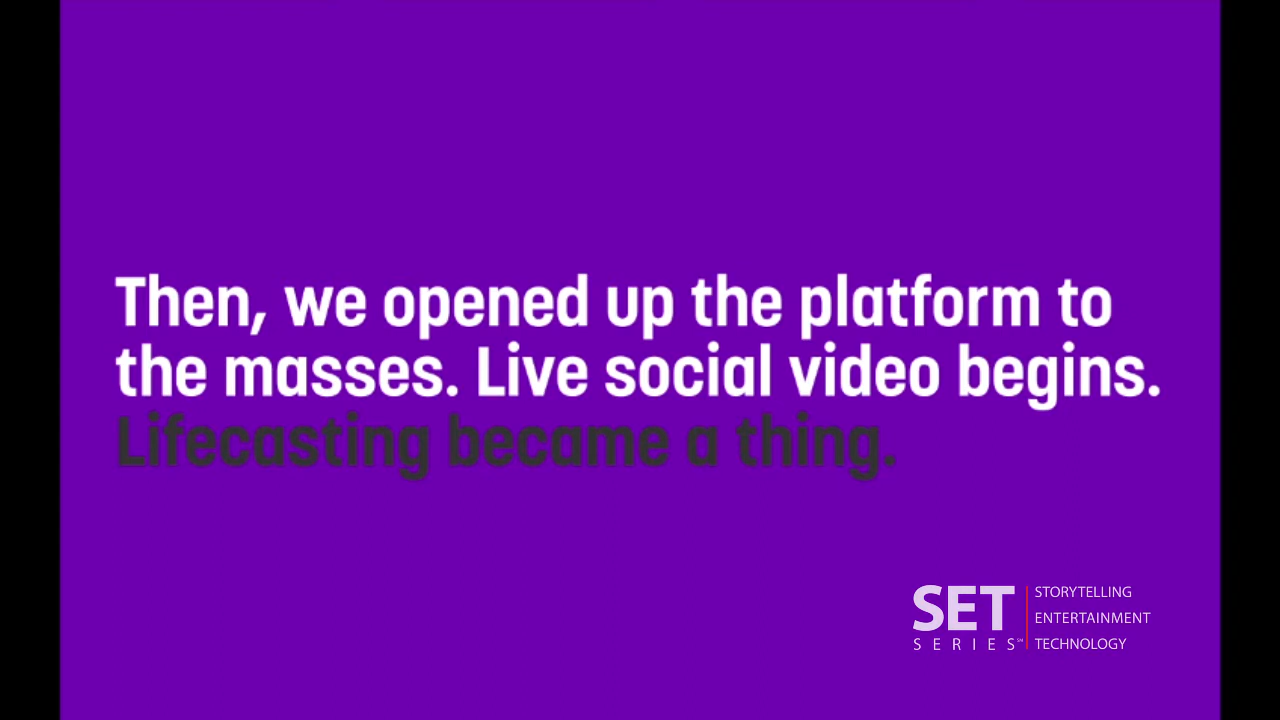 Then, we opened up the platform to
the masses. Live social video begins.
Lifecasting became a thing.
SET
SERIES℠
STORYTELLING
ENTERTAINMENT
TECHNOLOGY